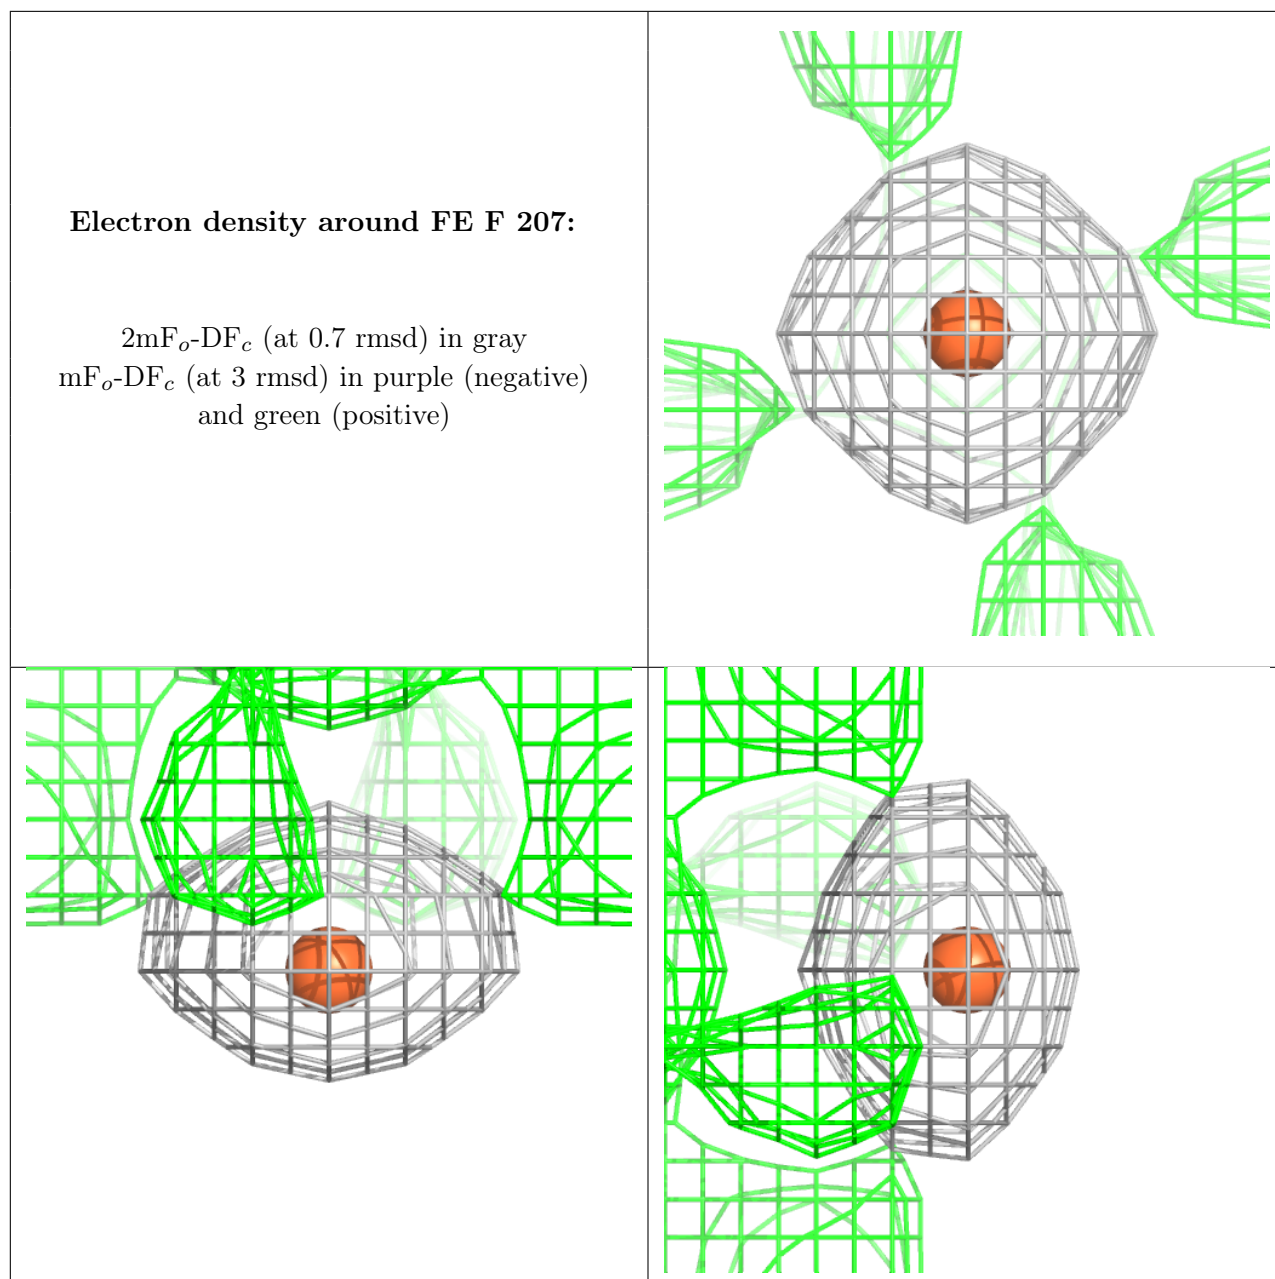 Electron density around FE F 207:
2mFo-DFc (at 0.7 rmsd) in gray
mFo-DFc (at 3 rmsd) in purple (negative)
and green (positive)